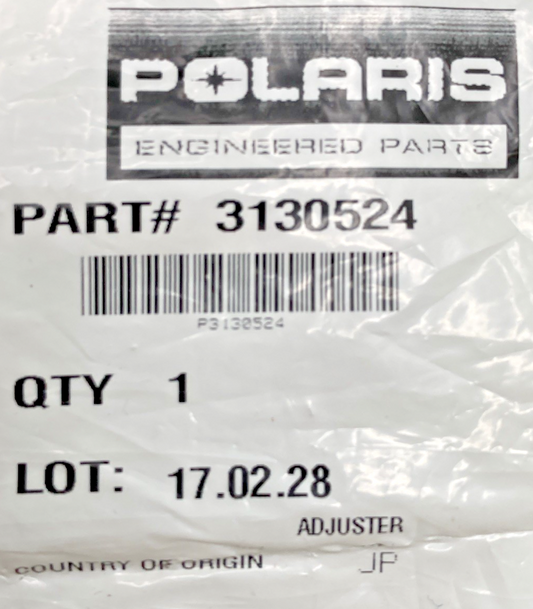 POLARIS
ENGINEERED PARTS
PART# 3130524
P3130524
QTY 1
LOT: 17.02.28
ADJUSTER
COUNTRY OF ORIGIN JP